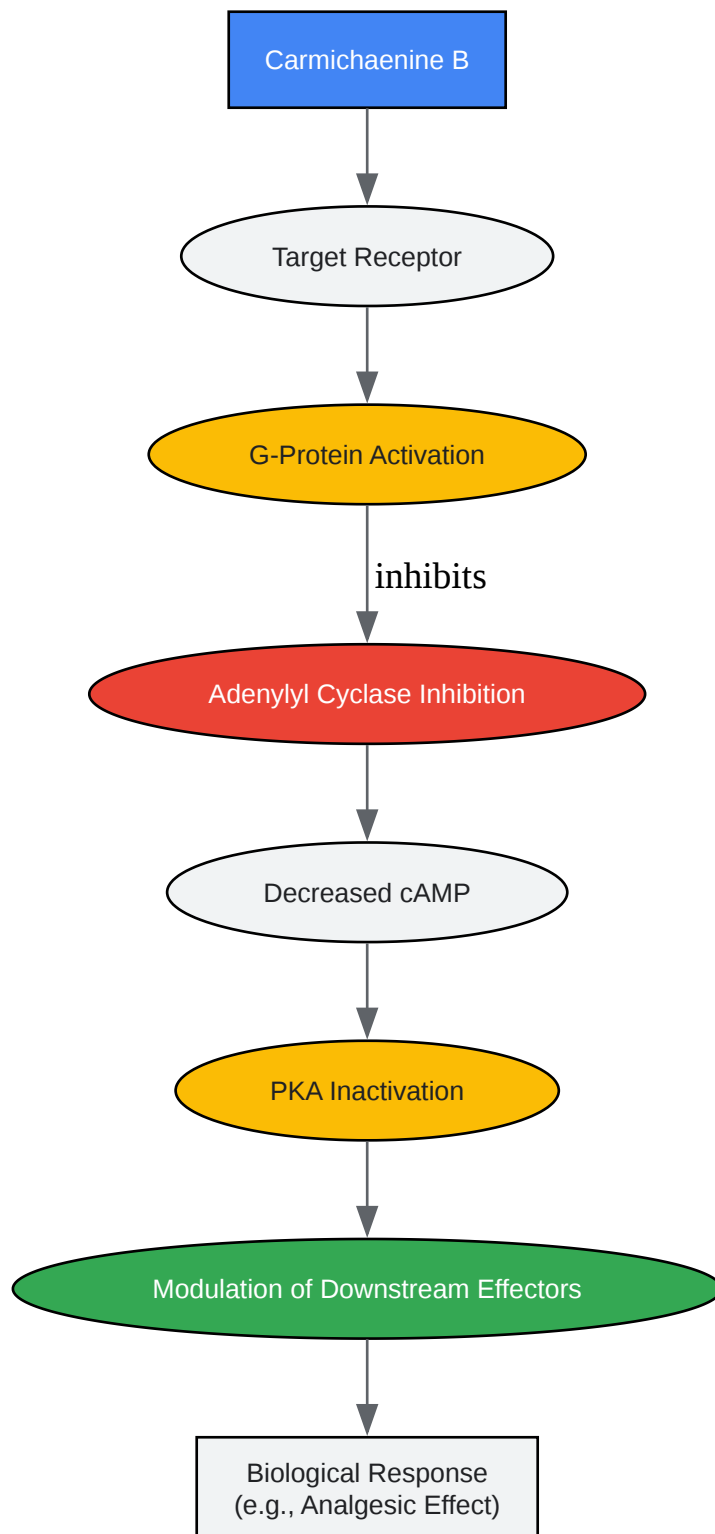 Carmichaenine B
Target Receptor
G-Protein Activation
inhibits
Adenylyl Cyclase Inhibition
Decreased cAMP
PKA Inactivation
Modulation of Downstream Effectors
Biological Response
(e.g., Analgesic Effect)